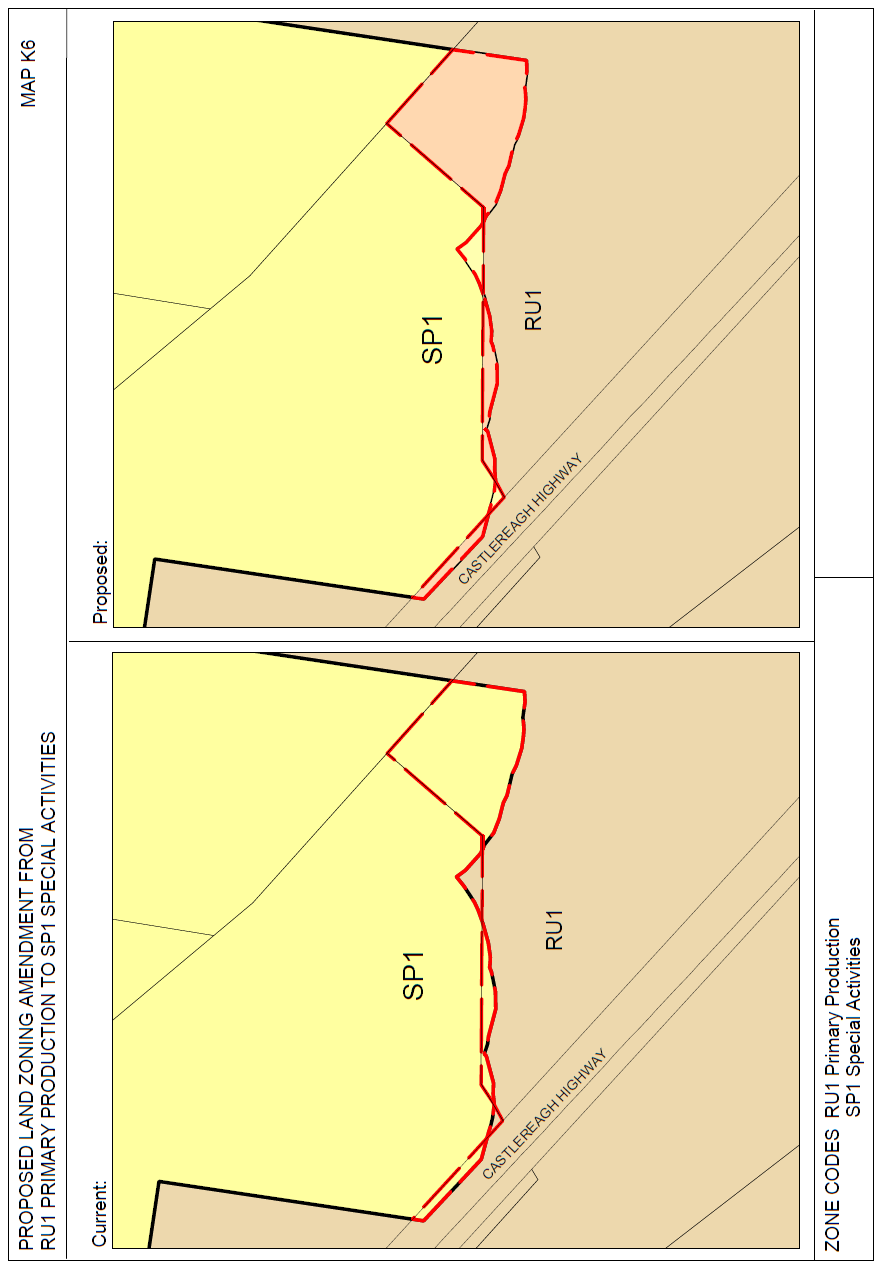 PROPOSED LAND ZONING AMENDMENT FROM
RU1 PRIMARY PRODUCTION TO SP1 SPECIAL ACTIVITIES
MAP K6
Current:
SP1
RU1
CASTLEREAGH HIGHWAY
Proposed:
SP1
RU1
CASTLEREAGH HIGHWAY
ZONE CODES RU1 Primary Production
SP1 Special Activities